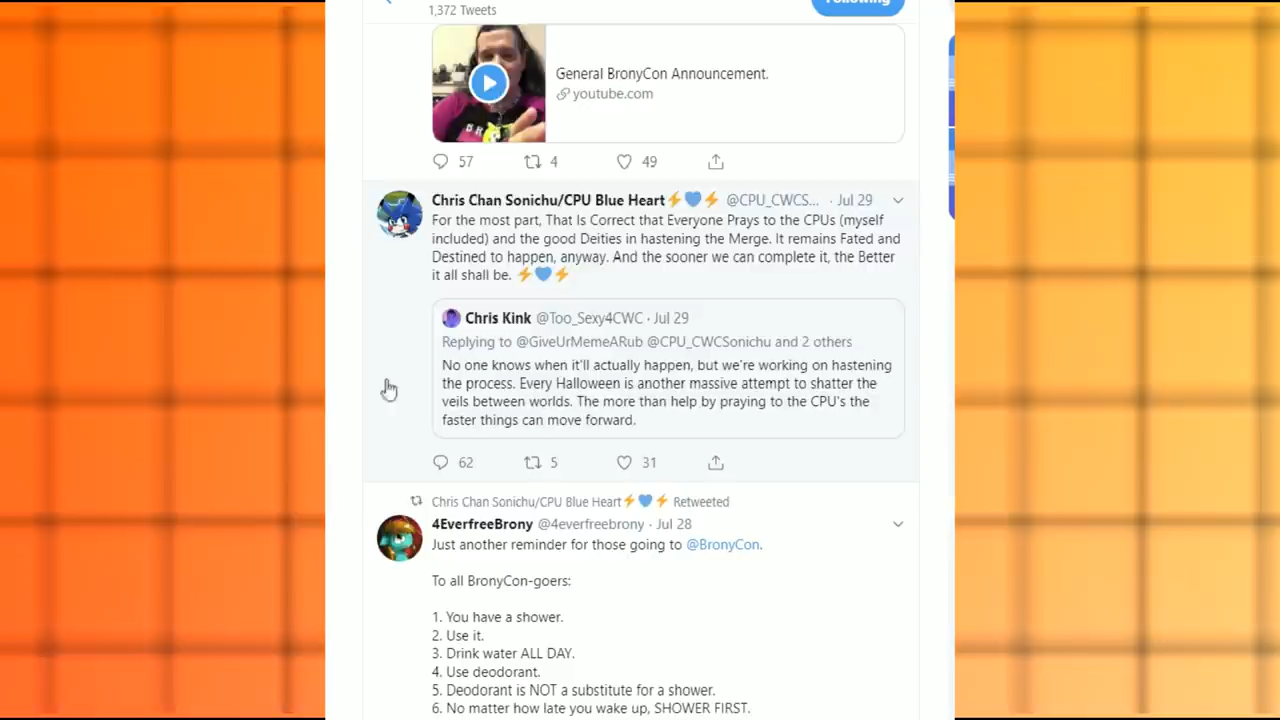 1,372 Tweets
Following
General BronyCon Announcement.
youtube.com
57 4 49
Chris Chan Sonichu/CPU Blue Heart⚡💙⚡ @CPU_CWCS... · Jul 29
For the most part, That Is Correct that Everyone Prays to the CPUs (myself
included) and the good Deities in hastening the Merge. It remains Fated and
Destined to happen, anyway. And the sooner we can complete it, the Better
it all shall be. ⚡💙⚡
Chris Kink @Too_Sexy4CWC · Jul 29
Replying to @GiveUrMemeARub @CPU_CWCSonichu and 2 others
No one knows when it'll actually happen, but we're working on hastening
the process. Every Halloween is another massive attempt to shatter the
veils between worlds. The more than help by praying to the CPU's the
faster things can move forward.
62 5 31
Chris Chan Sonichu/CPU Blue Heart⚡💙⚡ Retweeted
4EverfreeBrony @4everfreebrony · Jul 28
Just another reminder for those going to @BronyCon.
To all BronyCon-goers:
1. You have a shower.
2. Use it.
3. Drink water ALL DAY.
4. Use deodorant.
5. Deodorant is NOT a substitute for a shower.
6. No matter how late you wake up, SHOWER FIRST.